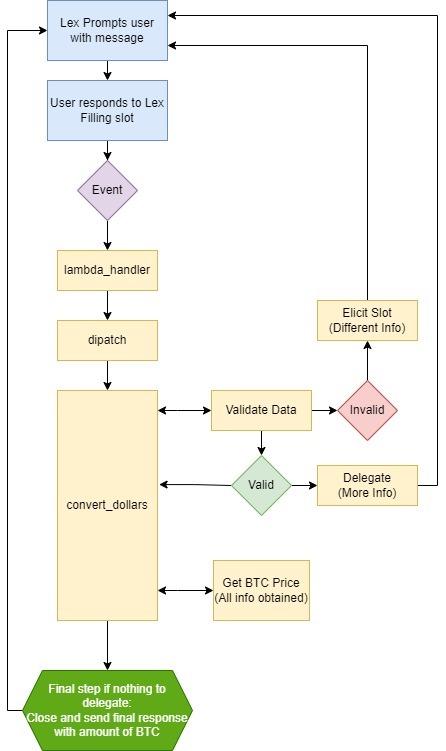 Lex Prompts user
with message
User responds to Lex
Filling slot
Event
lambda_handler
dipatch
Elicit Slot
(Different Info)
Validate Data
Invalid
convert_dollars
Valid
Delegate
(More Info)
Get BTC Price
(All info obtained)
Final step if nothing to
delegate:
Close and send final response
with amount of BTC